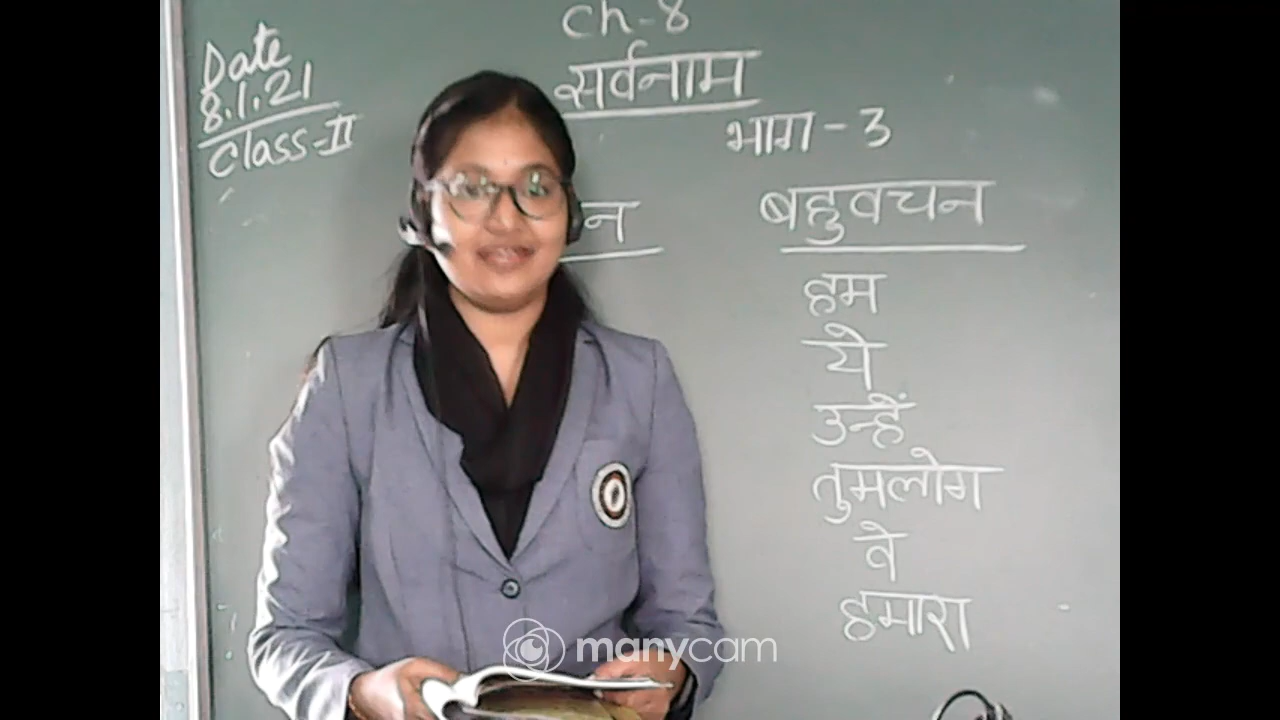 Ch-8
Date
8.1.21
Class-II
सर्वनाम
भाग-3
न
बहुवचन
हम
ये
उन्हें
तुमलोग
वे
हमारा
manycam